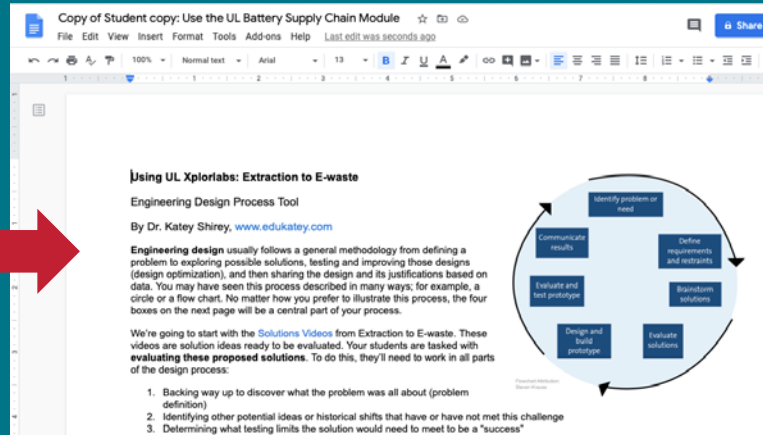 Copy of Student copy: Use the UL Battery Supply Chain Module
File Edit View Insert Format Tools Add-ons Help Last edit was seconds ago
Share
100% Normal text Arial 13 B I U A
1 1 2 3 4 5 6 7 8
Using UL Xplorlabs: Extraction to E-waste
Engineering Design Process Tool
By Dr. Katey Shirey, www.edukatey.com
Engineering design usually follows a general methodology from defining a
problem to exploring possible solutions, testing and improving those designs
(design optimization), and then sharing the design and its justifications based on
data. You may have seen this process described in many ways; for example, a
circle or a flow chart. No matter how you prefer to illustrate this process, the four
boxes on the next page will be a central part of your process.
We're going to start with the Solutions Videos from Extraction to E-waste. These
videos are solution ideas ready to be evaluated. Your students are tasked with
evaluating these proposed solutions. To do this, they'll need to work in all parts
of the design process:
1. Backing way up to discover what the problem was all about (problem
definition)
2. Identifying other potential ideas or historical shifts that have or have not met this challenge
3. Determining what testing limits the solution would need to meet to be a "success"
Identify problem or
need
Define
requirements
and restraints
Brainstorm
solutions
Evaluate
solutions
Design and
build
prototype
Evaluate and
test prototype
Communicate
results
Flowchart Attribution: